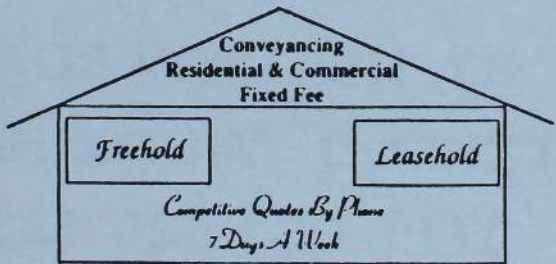 Conveyancing
Residential & Commercial
Fixed Fee
Freehold
Leasehold
Competitive Quotes By Phone
7 Days A Week